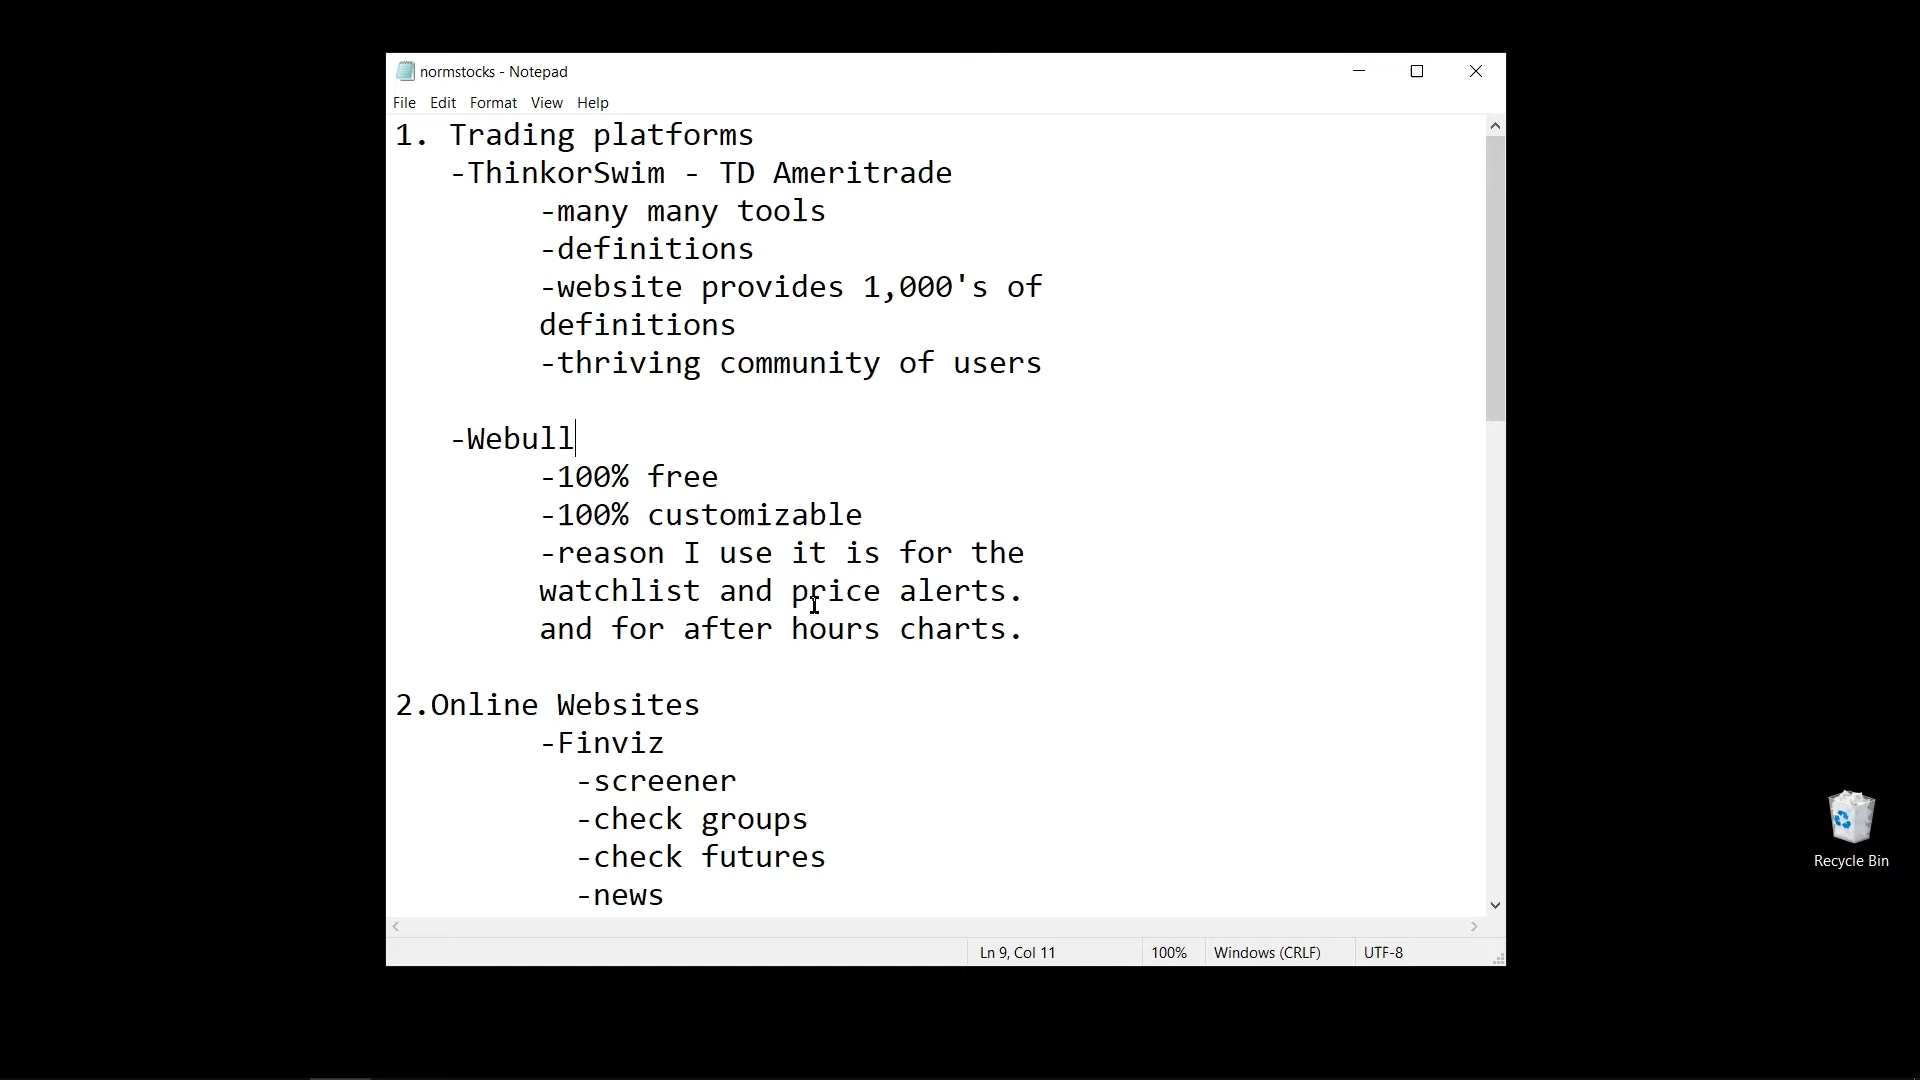 normstocks - Notepad
File Edit Format View Help
1. Trading platforms
-ThinkorSwim - TD Ameritrade
-many many tools
-definitions
-website provides 1,000's of
definitions
-thriving community of users
-Webull
-100% free
-100% customizable
-reason I use it is for the
watchlist and price alerts.
and for after hours charts.
2.Online Websites
-Finviz
-screener
-check groups
-check futures
-news
Ln 9, Col 11 100% Windows (CRLF) UTF-8
Recycle Bin